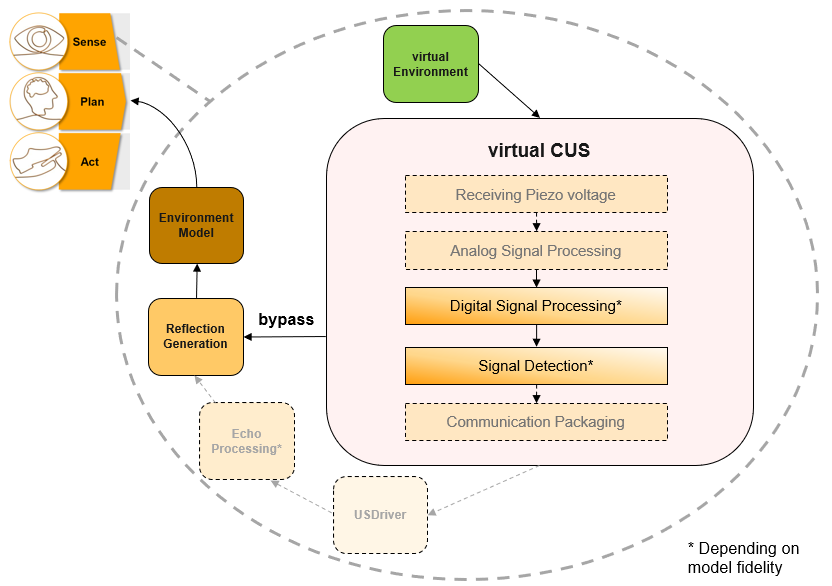 Sense
Plan
Act
virtual
Environment
virtual CUS
Receiving Piezo voltage
Analog Signal Processing
Digital Signal Processing*
Signal Detection*
Communication Packaging
Environment
Model
bypass
Reflection
Generation
Echo
Processing*
USDriver
* Depending on
model fidelity